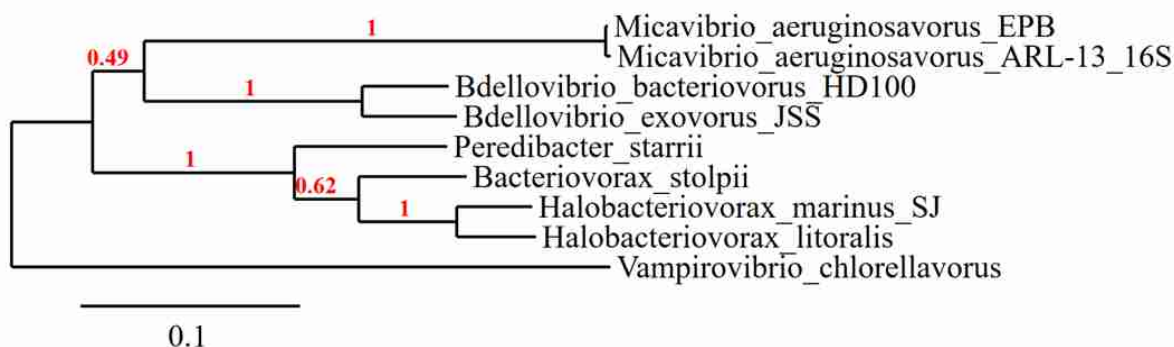 1
Micavibrio_aeruginosavorus_EPB
0.49
Micavibrio_aeruginosavorus_ARL-13_16S
1
Bdellovibrio_bacteriovorus_HD100
Bdellovibrio_exovorus_JSS
1
Peredibacter_starrii
0.62
Bacteriovorax_stolpii
1
Halobacteriovorax_marinus_SJ
Halobacteriovorax_litoralis
Vampirovibrio_chlorellavorus
0.1